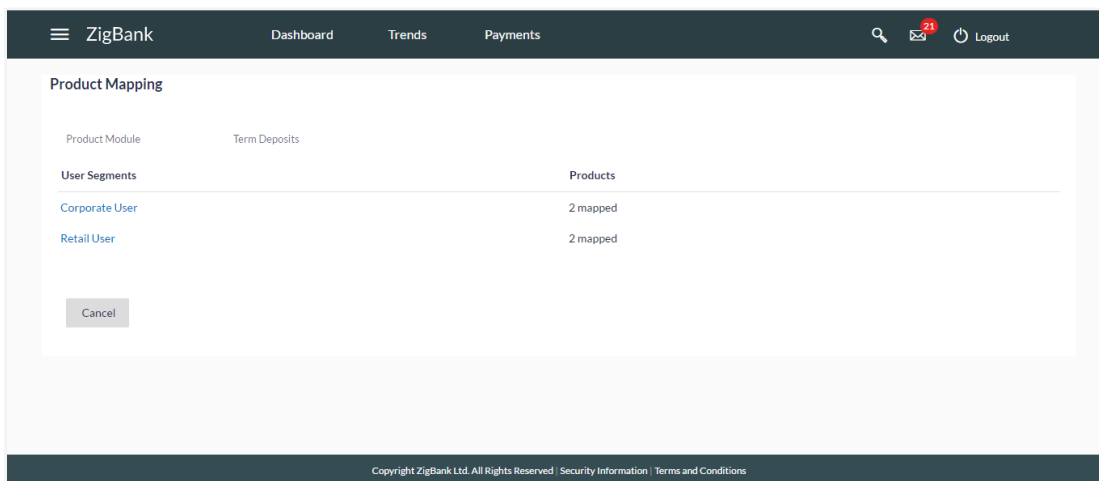 ZigBank Dashboard Trends Payments 21 Logout
Product Mapping
Product Module Term Deposits
User Segments Products
Corporate User 2 mapped
Retail User 2 mapped
Cancel
Copyright ZigBank Ltd. All Rights Reserved | Security Information | Terms and Conditions